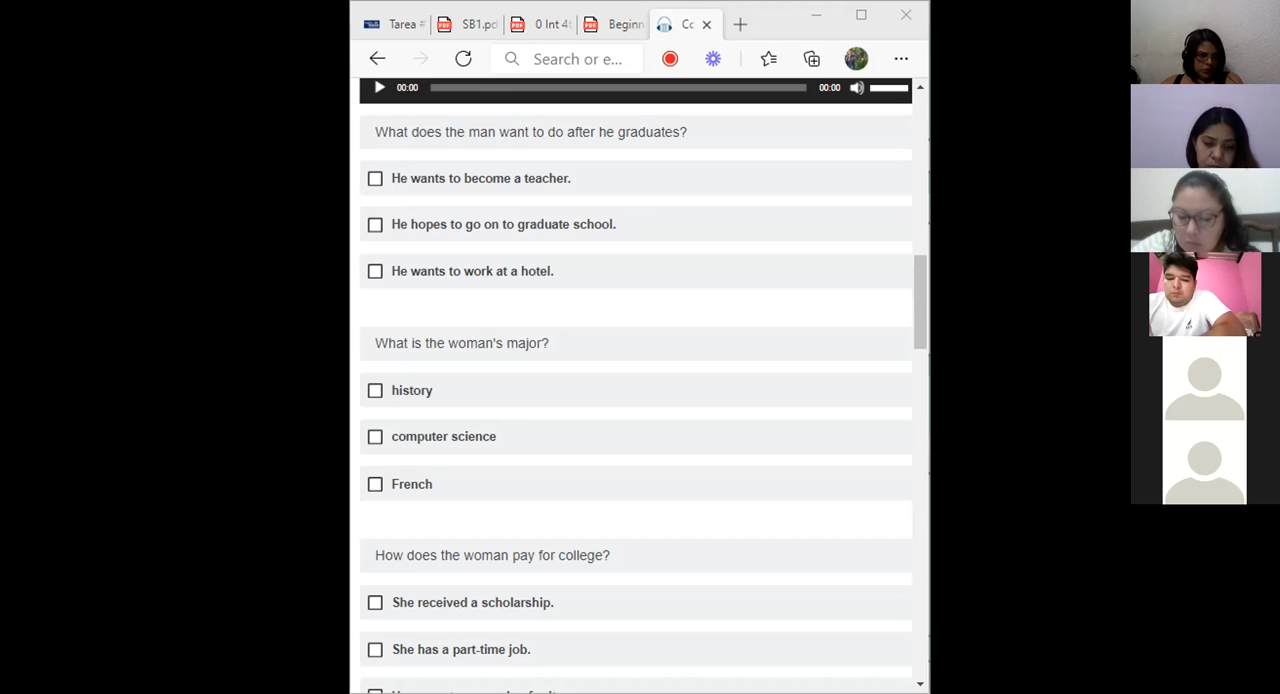 Tarea
SB1.pd
0 Int 4
Beginn
Co
Search or e...
00:00
00:00
What does the man want to do after he graduates?
He wants to become a teacher.
He hopes to go on to graduate school.
He wants to work at a hotel.
What is the woman's major?
history
computer science
French
How does the woman pay for college?
She received a scholarship.
She has a part-time job.